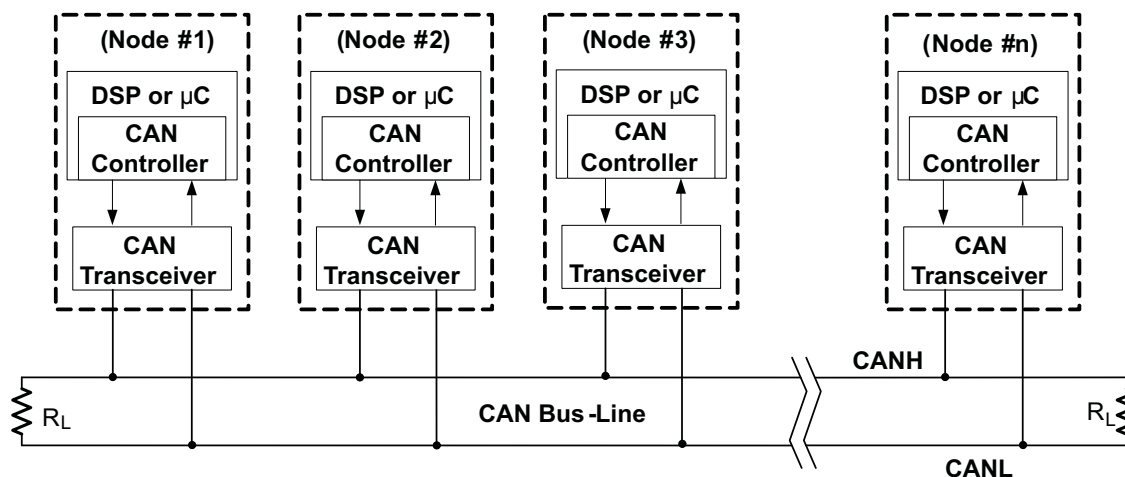 (Node #1)
DSP or µC
CAN
Controller
CAN
Transceiver
(Node #2)
DSP or µC
CAN
Controller
CAN
Transceiver
(Node #3)
DSP or µC
CAN
Controller
CAN
Transceiver
(Node #n)
DSP or µC
CAN
Controller
CAN
Transceiver
CANH
RL
CAN Bus-Line
RL
CANL